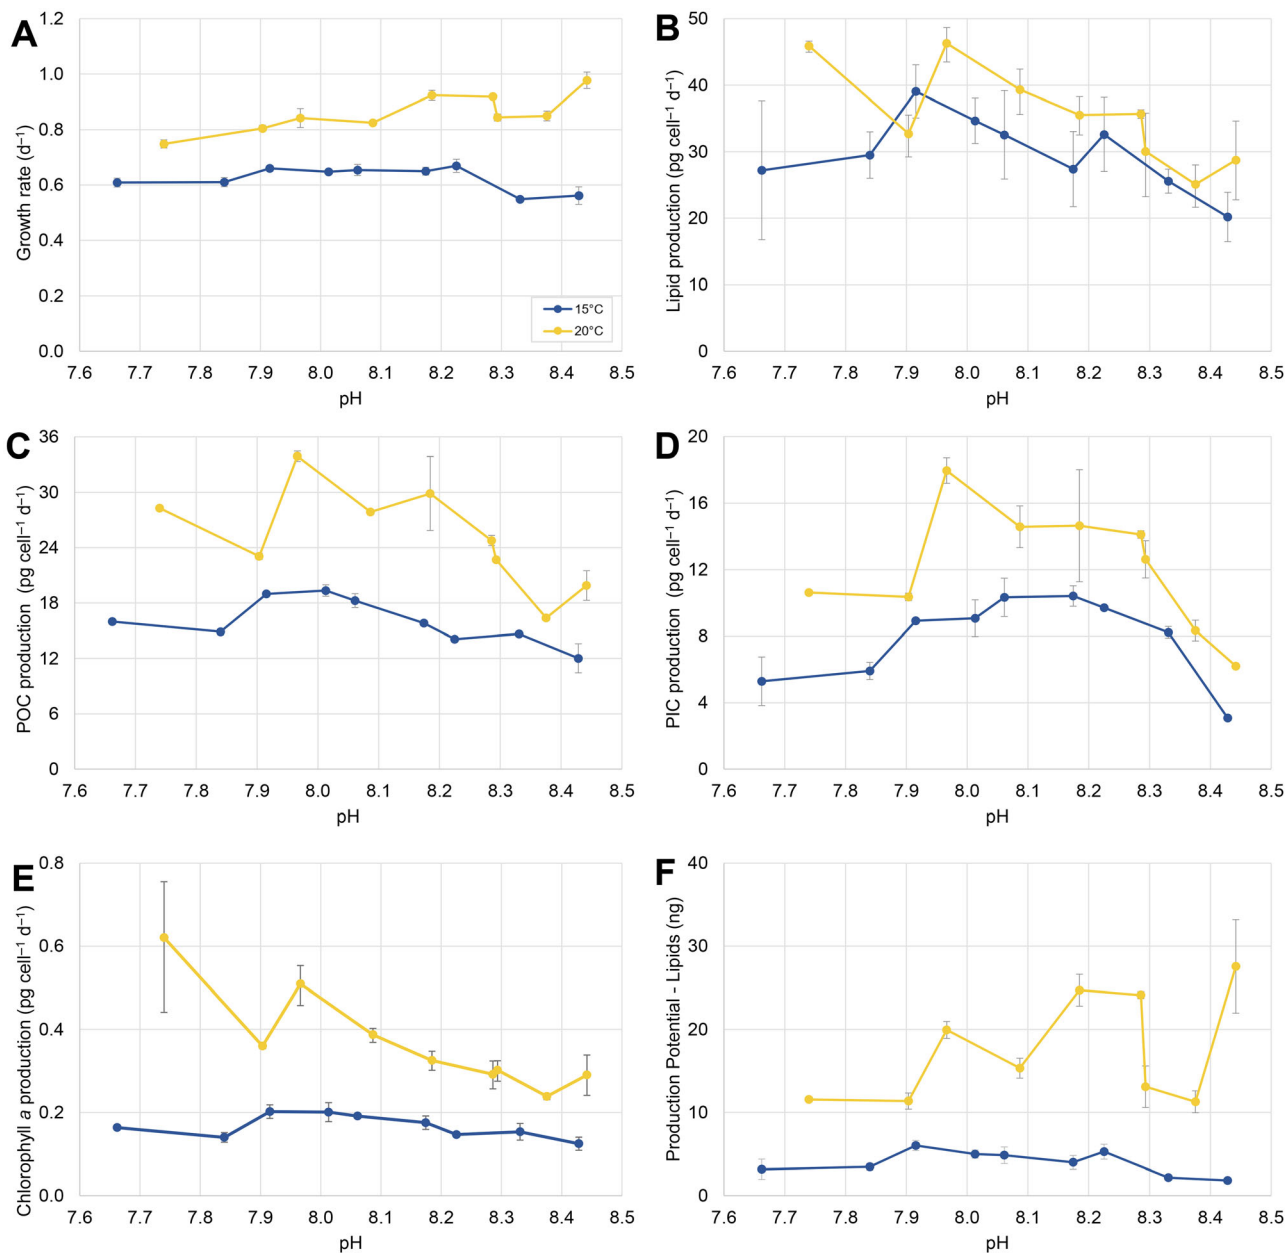 A
Growth rate (d⁻¹)
1.2
1.0
0.8
0.6
0.4
0.2
0.0
15°C
20°C
7.6 7.7 7.8 7.9 8.0 8.1 8.2 8.3 8.4 8.5
pH
B
Lipid production (pg cell⁻¹ d⁻¹)
50
40
30
20
30
0
7.6 7.7 7.8 7.9 8.0 8.1 8.2 8.3 8.4 8.5
pH
C
POC production (pg cell⁻¹ d⁻¹)
36
30
24
18
12
6
0
7.6 7.7 7.8 7.9 8.0 8.1 8.2 8.3 8.4 8.5
pH
D
PIC production (pg cell⁻¹ d⁻¹)
20
16
12
8
4
0
7.6 7.7 7.8 7.9 8.0 8.1 8.2 8.3 8.4 8.5
pH
E
Chlorophyll a production (pg cell⁻¹ d⁻¹)
0.8
0.6
0.4
0.2
0.0
7.6 7.7 7.8 7.9 8.0 8.1 8.2 8.3 8.4 8.5
pH
F
Production Potential - Lipids (ng)
40
30
20
10
0
7.6 7.7 7.8 7.9 8.0 8.1 8.2 8.3 8.4 8.5
pH